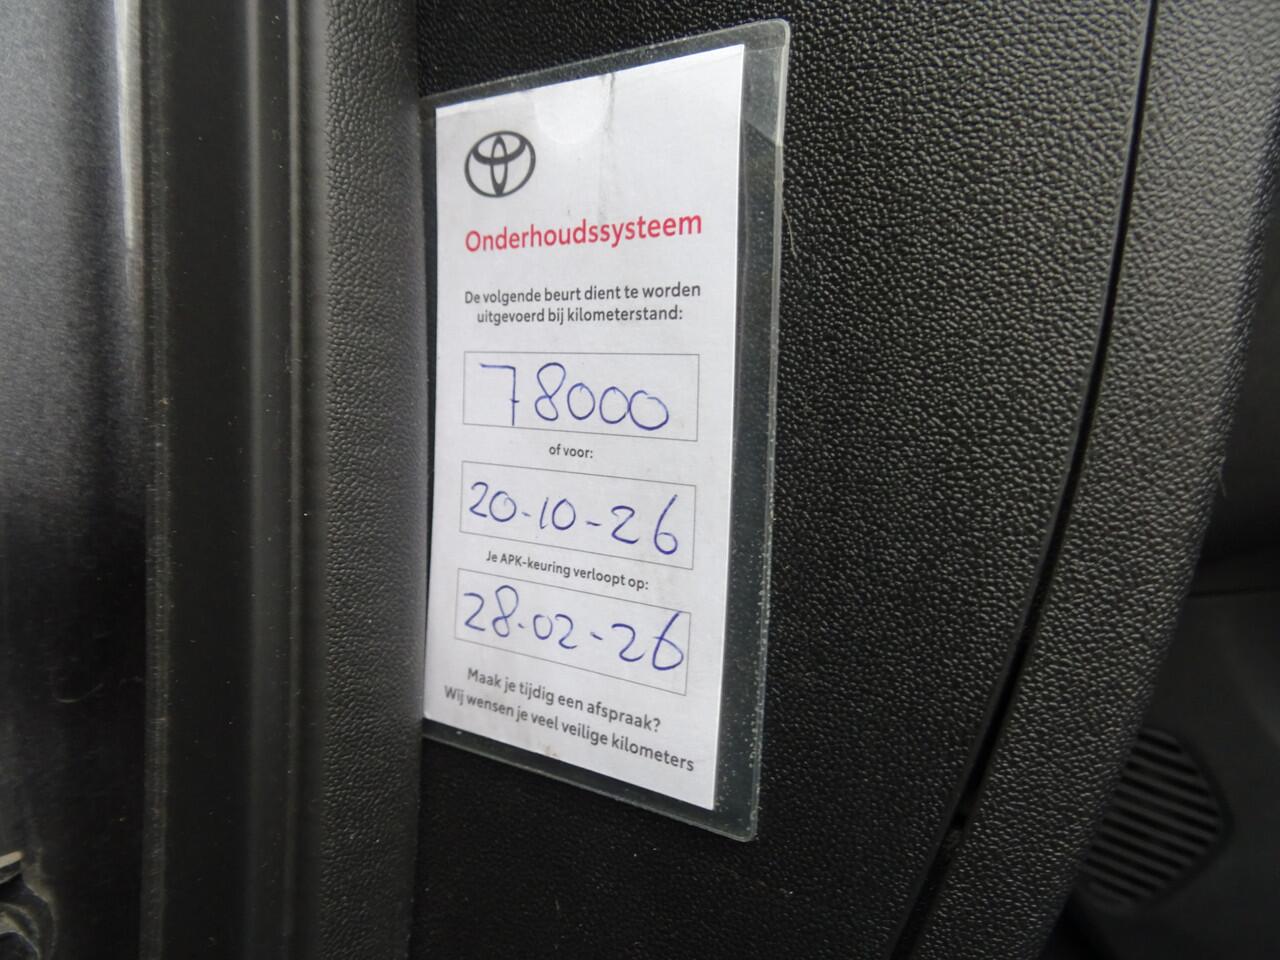 Onderhoudssysteem
De volgende beurt dient te worden
uitgevoerd bij kilometerstand:
78000
of voor:
20-10-26
Je APK-keuring verloopt op:
28-02-26
Maak je tijdig een afspraak?
Wij wensen je veel veilige kilometers